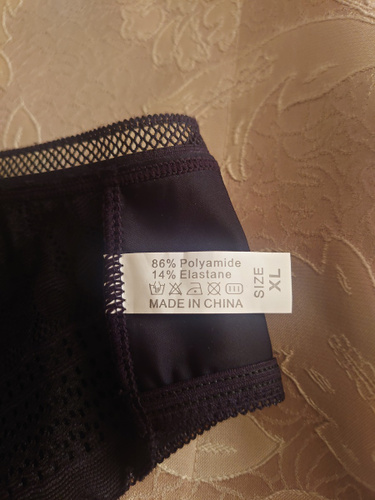 86% Polyamide
14% Elastane
MADE IN CHINA
SIZE
XL